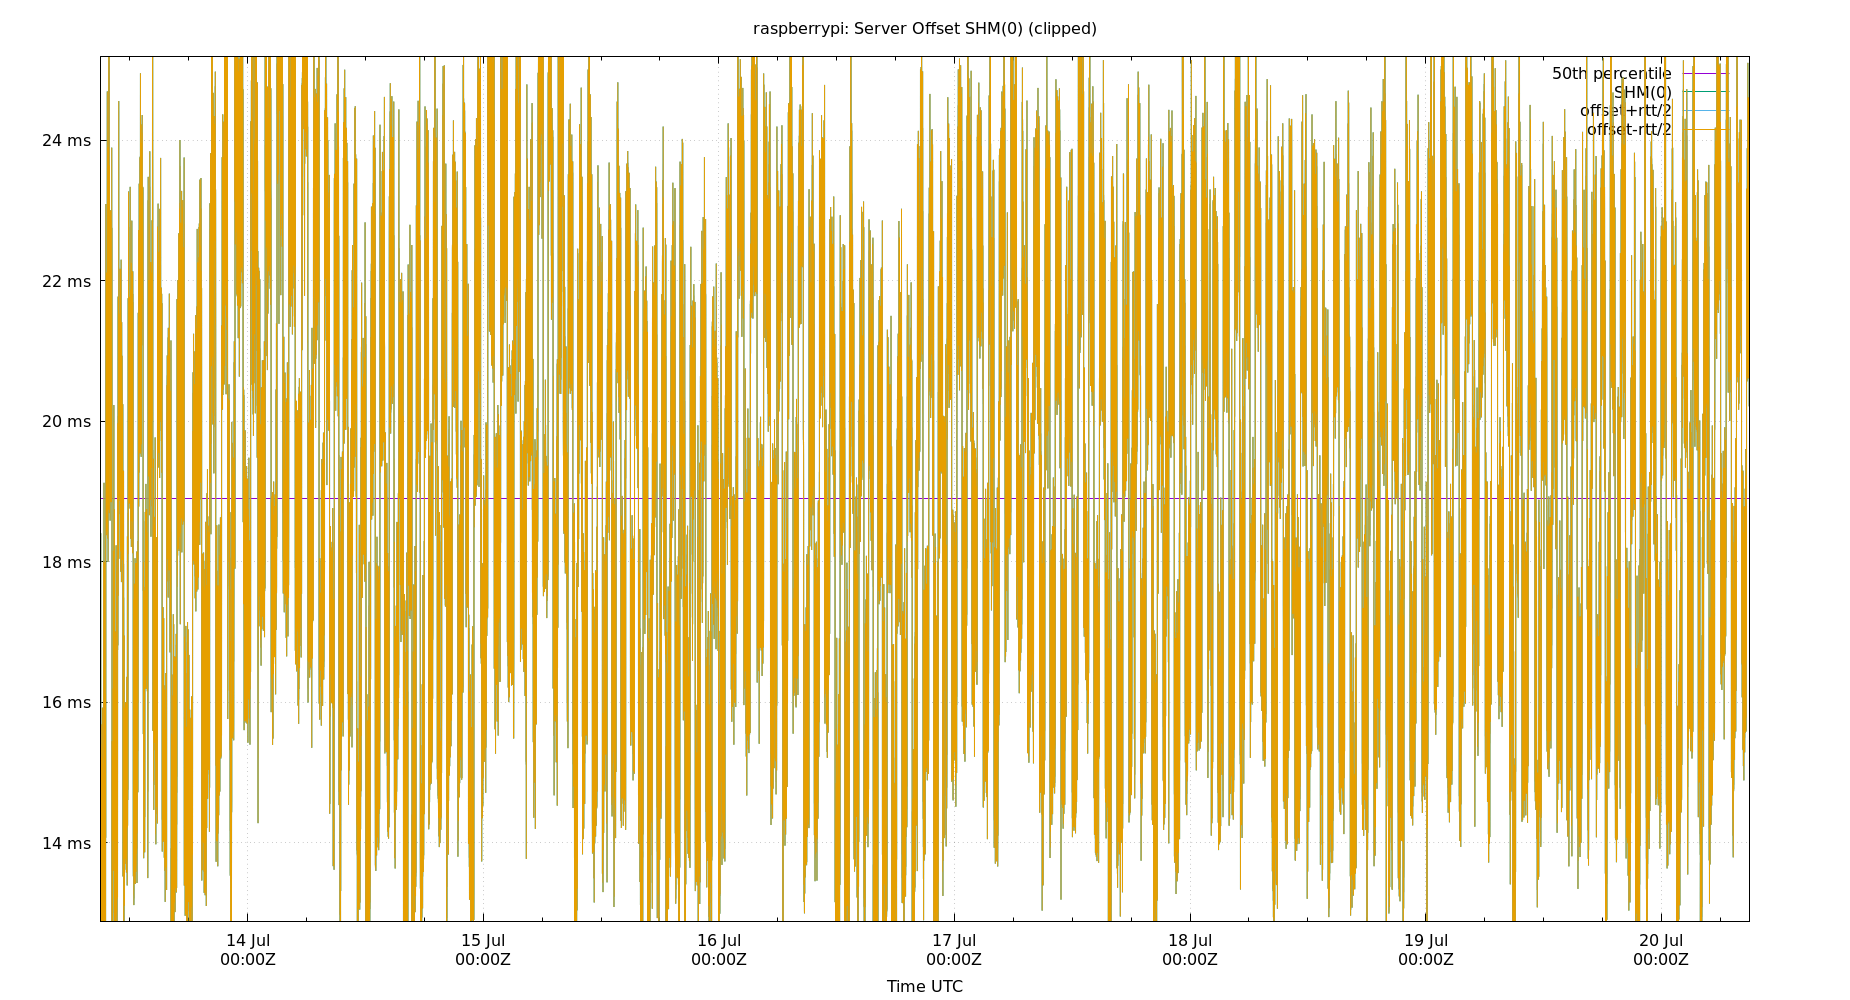 raspberrypi: Server Offset SHM(0) (clipped)
50th percentile
SHM(0)
offset+rtt/2
offset-rtt/2
24 ms
22 ms
20 ms
18 ms
16 ms
14 ms
14 Jul 15 Jul 16 Jul 17 Jul 18 Jul 19 Jul 20 Jul
00:00Z 00:00Z 00:00Z 00:00Z 00:00Z 00:00Z 00:00Z
Time UTC